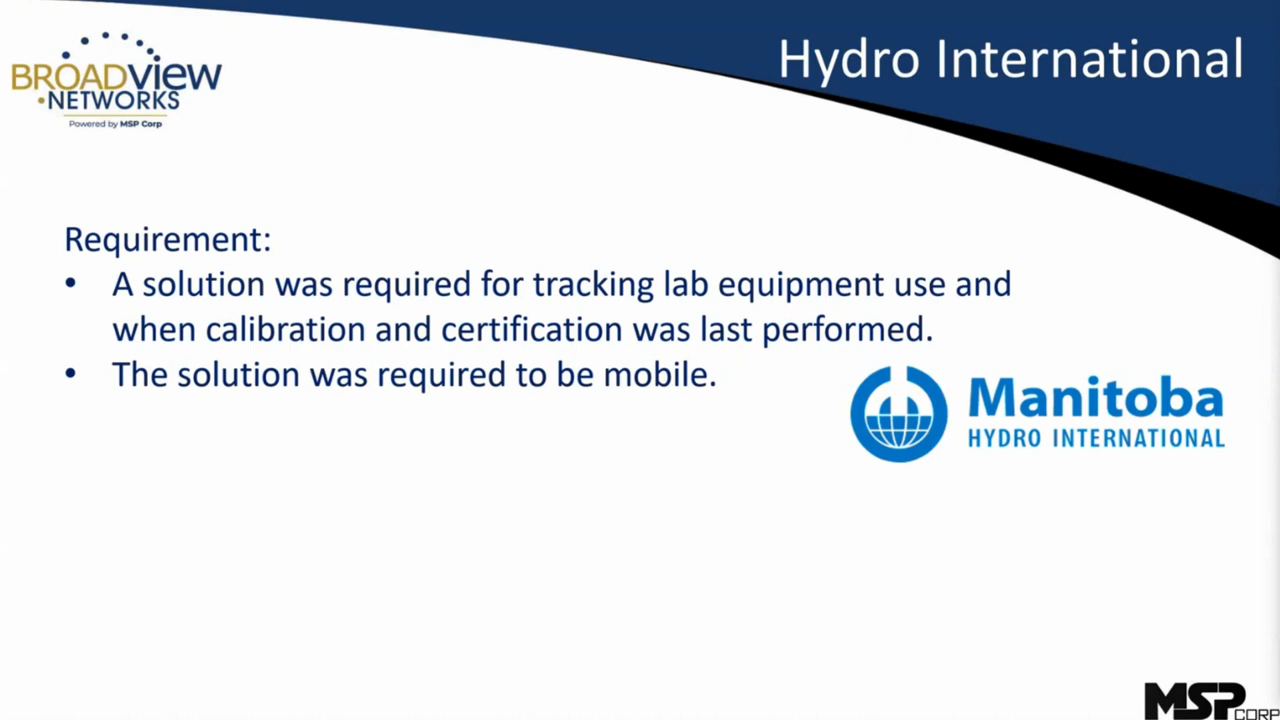 Hydro International
BROADVIEW
NETWORKS
Powered by MSP Corp
Requirement:
• A solution was required for tracking lab equipment use and
when calibration and certification was last performed.
• The solution was required to be mobile.
Manitoba
HYDRO INTERNATIONAL
MSP
CORP